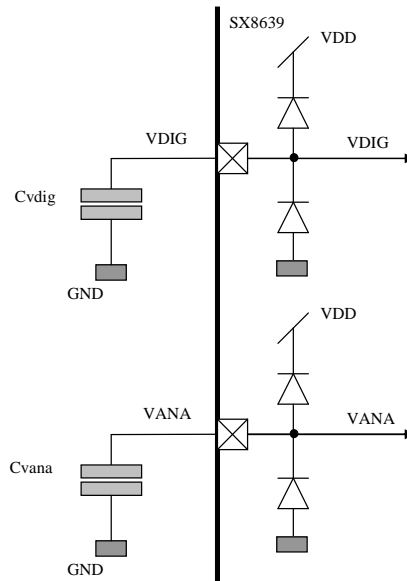 SX8639
VDD
VDIG
VDIG
Cvdig
GND
VDD
VANA
VANA
Cvana
GND